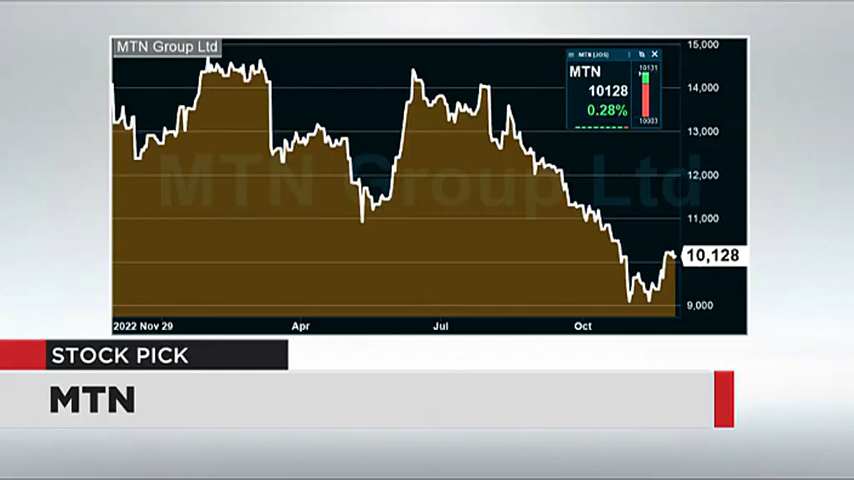 MTN Group Ltd
15,000
MTN (JOS)
MTN
10131
10128
0.28%
10003
14,000
13,000
12,000
MTN Group Ltd
11,000
10,128
9,000
2022 Nov 29
Apr
Jul
Oct
STOCK PICK
MTN